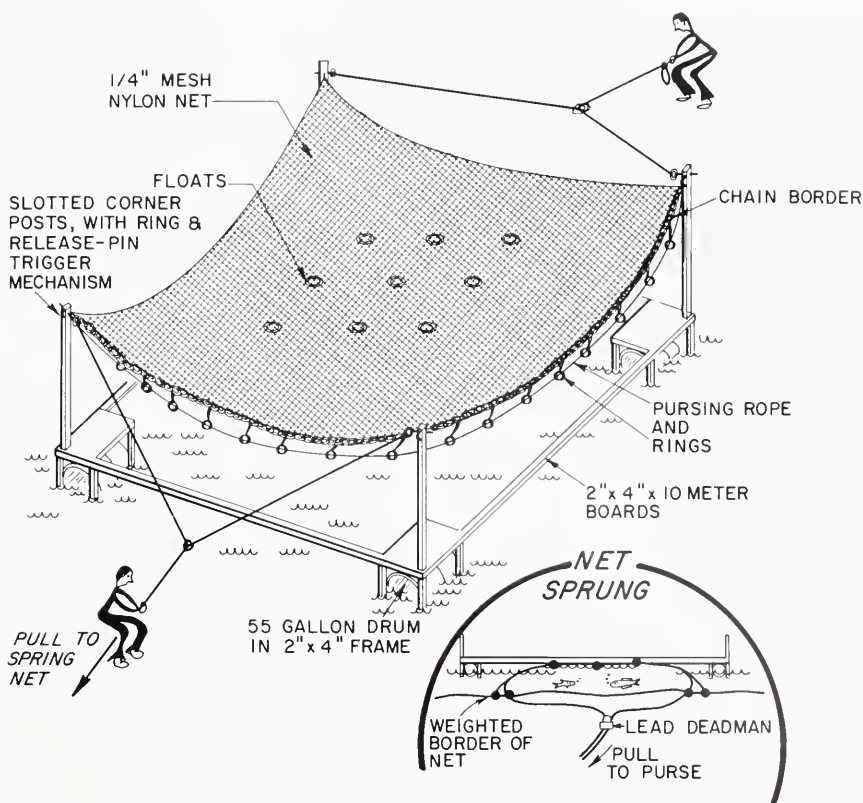 1/4" MESH
NYLON NET
FLOATS
SLOTTED CORNER
POSTS, WITH RING &
RELEASE-PIN
TRIGGER
MECHANISM
CHAIN BORDER
PURSING ROPE
AND
RINGS
2"x 4"x 10 METER
BOARDS
55 GALLON DRUM
IN 2"x 4" FRAME
PULL TO
SPRING
NET
NET
SPRUNG
WEIGHTED
BORDER OF
NET
LEAD DEADMAN
PULL
TO PURSE